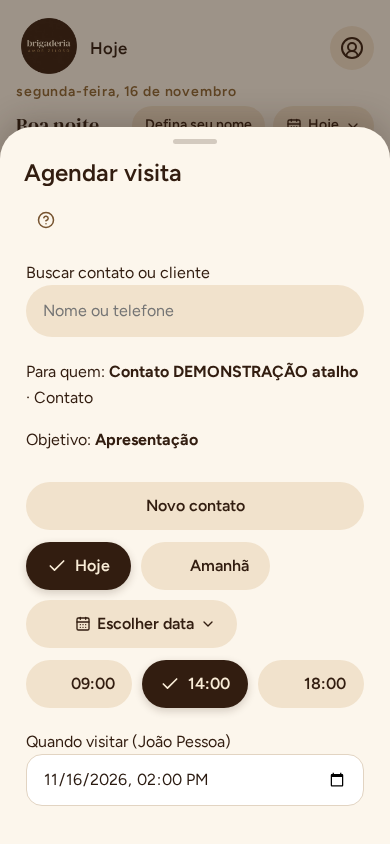 brigaderia
Hoje
segunda-feira, 16 de novembro
Boa noite
Defina seu nome
Hoje
Agendar visita
Buscar contato ou cliente
Nome ou telefone
Para quem: Contato DEMONSTRAÇÃO atalho
· Contato
Objetivo: Apresentação
Novo contato
Hoje
Amanhã
Escolher data
09:00
14:00
18:00
Quando visitar (João Pessoa)
11/16/2026, 02:00 PM